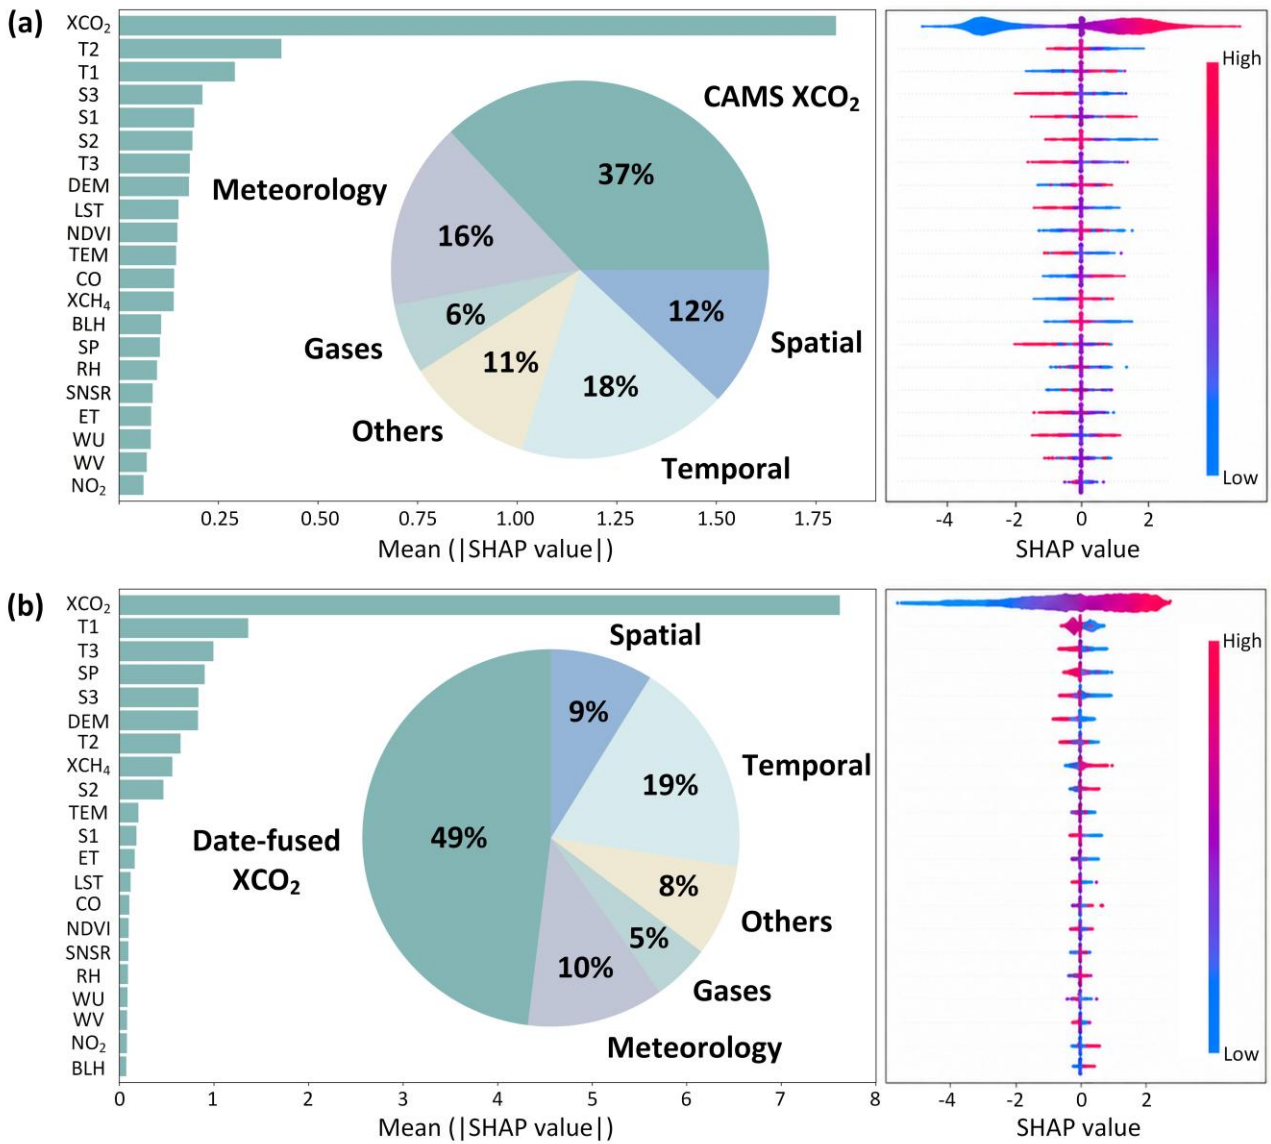 (a)
XCO₂
T2
T1
S3
S1
S2
T3
DEM
LST
NDVI
TEM
CO
XCH₄
BLH
SP
RH
SNSR
ET
WU
WV
NO₂
CAMS XCO₂
37%
Meteorology
16%
12%
6%
Spatial
Gases
11%
18%
Others
Temporal
0.25 0.50 0.75 1.00 1.25 1.50 1.75
Mean (|SHAP value|)
High
Low
-4 -2 0 2
SHAP value
(b)
XCO₂
T1
T3
SP
S3
DEM
T2
XCH₄
S2
TEM
S1
ET
LST
CO
NDVI
SNSR
RH
WU
WV
NO₂
BLH
Spatial
9%
Temporal
19%
Date-fused
XCO₂
49%
8%
Others
5%
10%
Gases
Meteorology
0 1 2 3 4 5 6 7 8
Mean (|SHAP value|)
High
Low
-4 -2 0 2
SHAP value